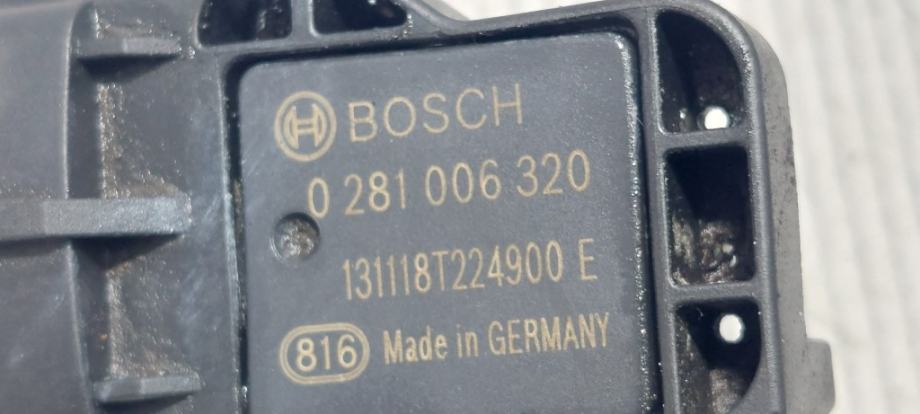 BOSCH
0 281 006 320
131118T224900 E
816 Made in GERMANY